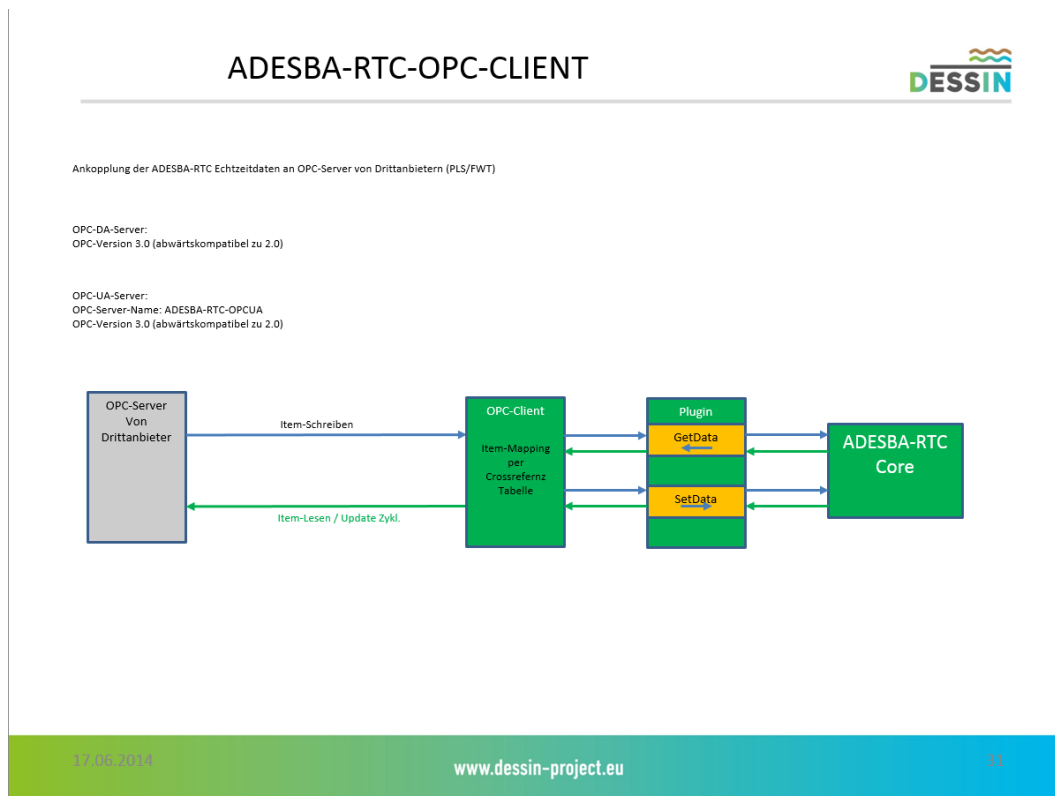 ADESBA-RTC-OPC-CLIENT
DESSIN
Ankopplung der ADESBA-RTC Echtzeitdaten an OPC-Server von Drittanbietern (PLS/FWT)
OPC-DA-Server:
OPC-Version 3.0 (abwärtskompatibel zu 2.0)
OPC-UA-Server:
OPC-Server-Name: ADESBA-RTC-OPCUA
OPC-Version 3.0 (abwärtskompatibel zu 2.0)
OPC-Server
Von
Drittanbieter
Item-Schreiben
Item-Lesen / Update Zykl.
OPC-Client
Item-Mapping
per
Crossrefernz
Tabelle
Plugin
GetData
SetData
ADESBA-RTC
Core
17.06.2014
www.dessin-project.eu
31